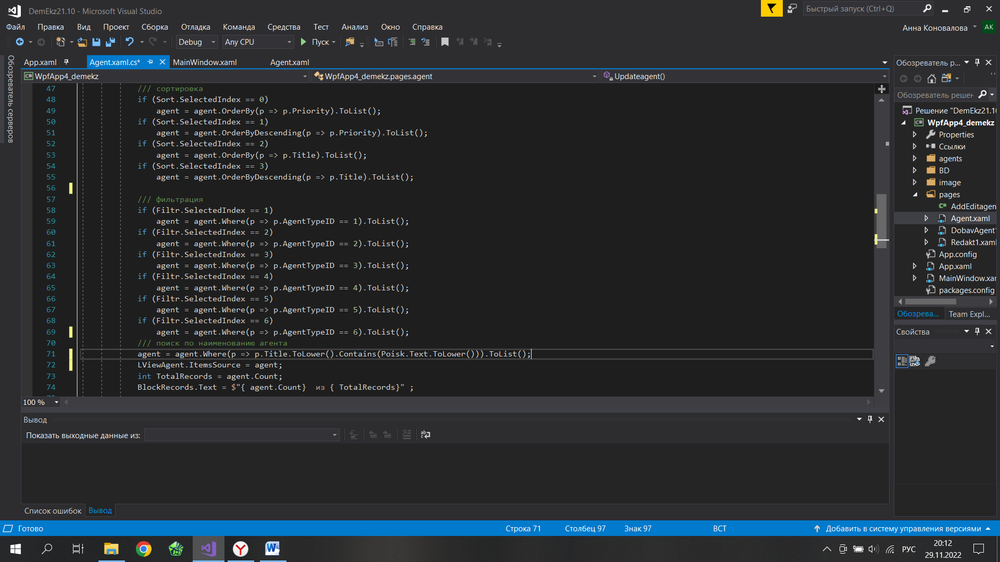 DemEkz21.10 - Microsoft Visual Studio
Быстрый запуск (Ctrl+Q)
Файл Правка Вид Проект Сборка Отладка Команда Средства Тест Анализ Окно Справка
Анна Коновалова AK
Debug Any CPU Пуск
Обозреватель серверов
App.xaml Agent.xaml.cs* MainWindow.xaml Agent.xaml
C# WpfApp4_demekz WpfApp4_demekz.pages.agent Updateagent()
47 /// сортировка
48 if (Sort.SelectedIndex == 0)
49 agent = agent.OrderBy(p => p.Priority).ToList();
50 if (Sort.SelectedIndex == 1)
51 agent = agent.OrderByDescending(p => p.Priority).ToList();
52 if (Sort.SelectedIndex == 2)
53 agent = agent.OrderBy(p => p.Title).ToList();
54 if (Sort.SelectedIndex == 3)
55 agent = agent.OrderByDescending(p => p.Title).ToList();
56
57 /// фильтрация
58 if (Filtr.SelectedIndex == 1)
59 agent = agent.Where(p => p.AgentTypeID == 1).ToList();
60 if (Filtr.SelectedIndex == 2)
61 agent = agent.Where(p => p.AgentTypeID == 2).ToList();
62 if (Filtr.SelectedIndex == 3)
63 agent = agent.Where(p => p.AgentTypeID == 3).ToList();
64 if (Filtr.SelectedIndex == 4)
65 agent = agent.Where(p => p.AgentTypeID == 4).ToList();
66 if (Filtr.SelectedIndex == 5)
67 agent = agent.Where(p => p.AgentTypeID == 5).ToList();
68 if (Filtr.SelectedIndex == 6)
69 agent = agent.Where(p => p.AgentTypeID == 6).ToList();
70 /// поиск по наименованию агента
71 agent = agent.Where(p => p.Title.ToLower().Contains(Poisk.Text.ToLower())).ToList();
72 LViewAgent.ItemsSource = agent;
73 int TotalRecords = agent.Count;
74 BlockRecords.Text = $"{ agent.Count}  из { TotalRecords}" ;
100 %
Вывод
Показать выходные данные из:
Список ошибок Вывод
Обозреватель р...
Обозреватель решен
Решение "DemEkz21.10
C# WpfApp4_demekz
Properties
Ссылки
agents
BD
image
pages
C# AddEditagen
Agent.xaml
DobavAgent
Redakt1.xaml
App.config
App.xaml
MainWindow.xam
packages.config
Обозрева... Team Expl...
Свойства
Готово Строка 71 Столбец 97 Знак 97 ВСТ Добавить в систему управления версиями
РУС
20:12
29.11.2022